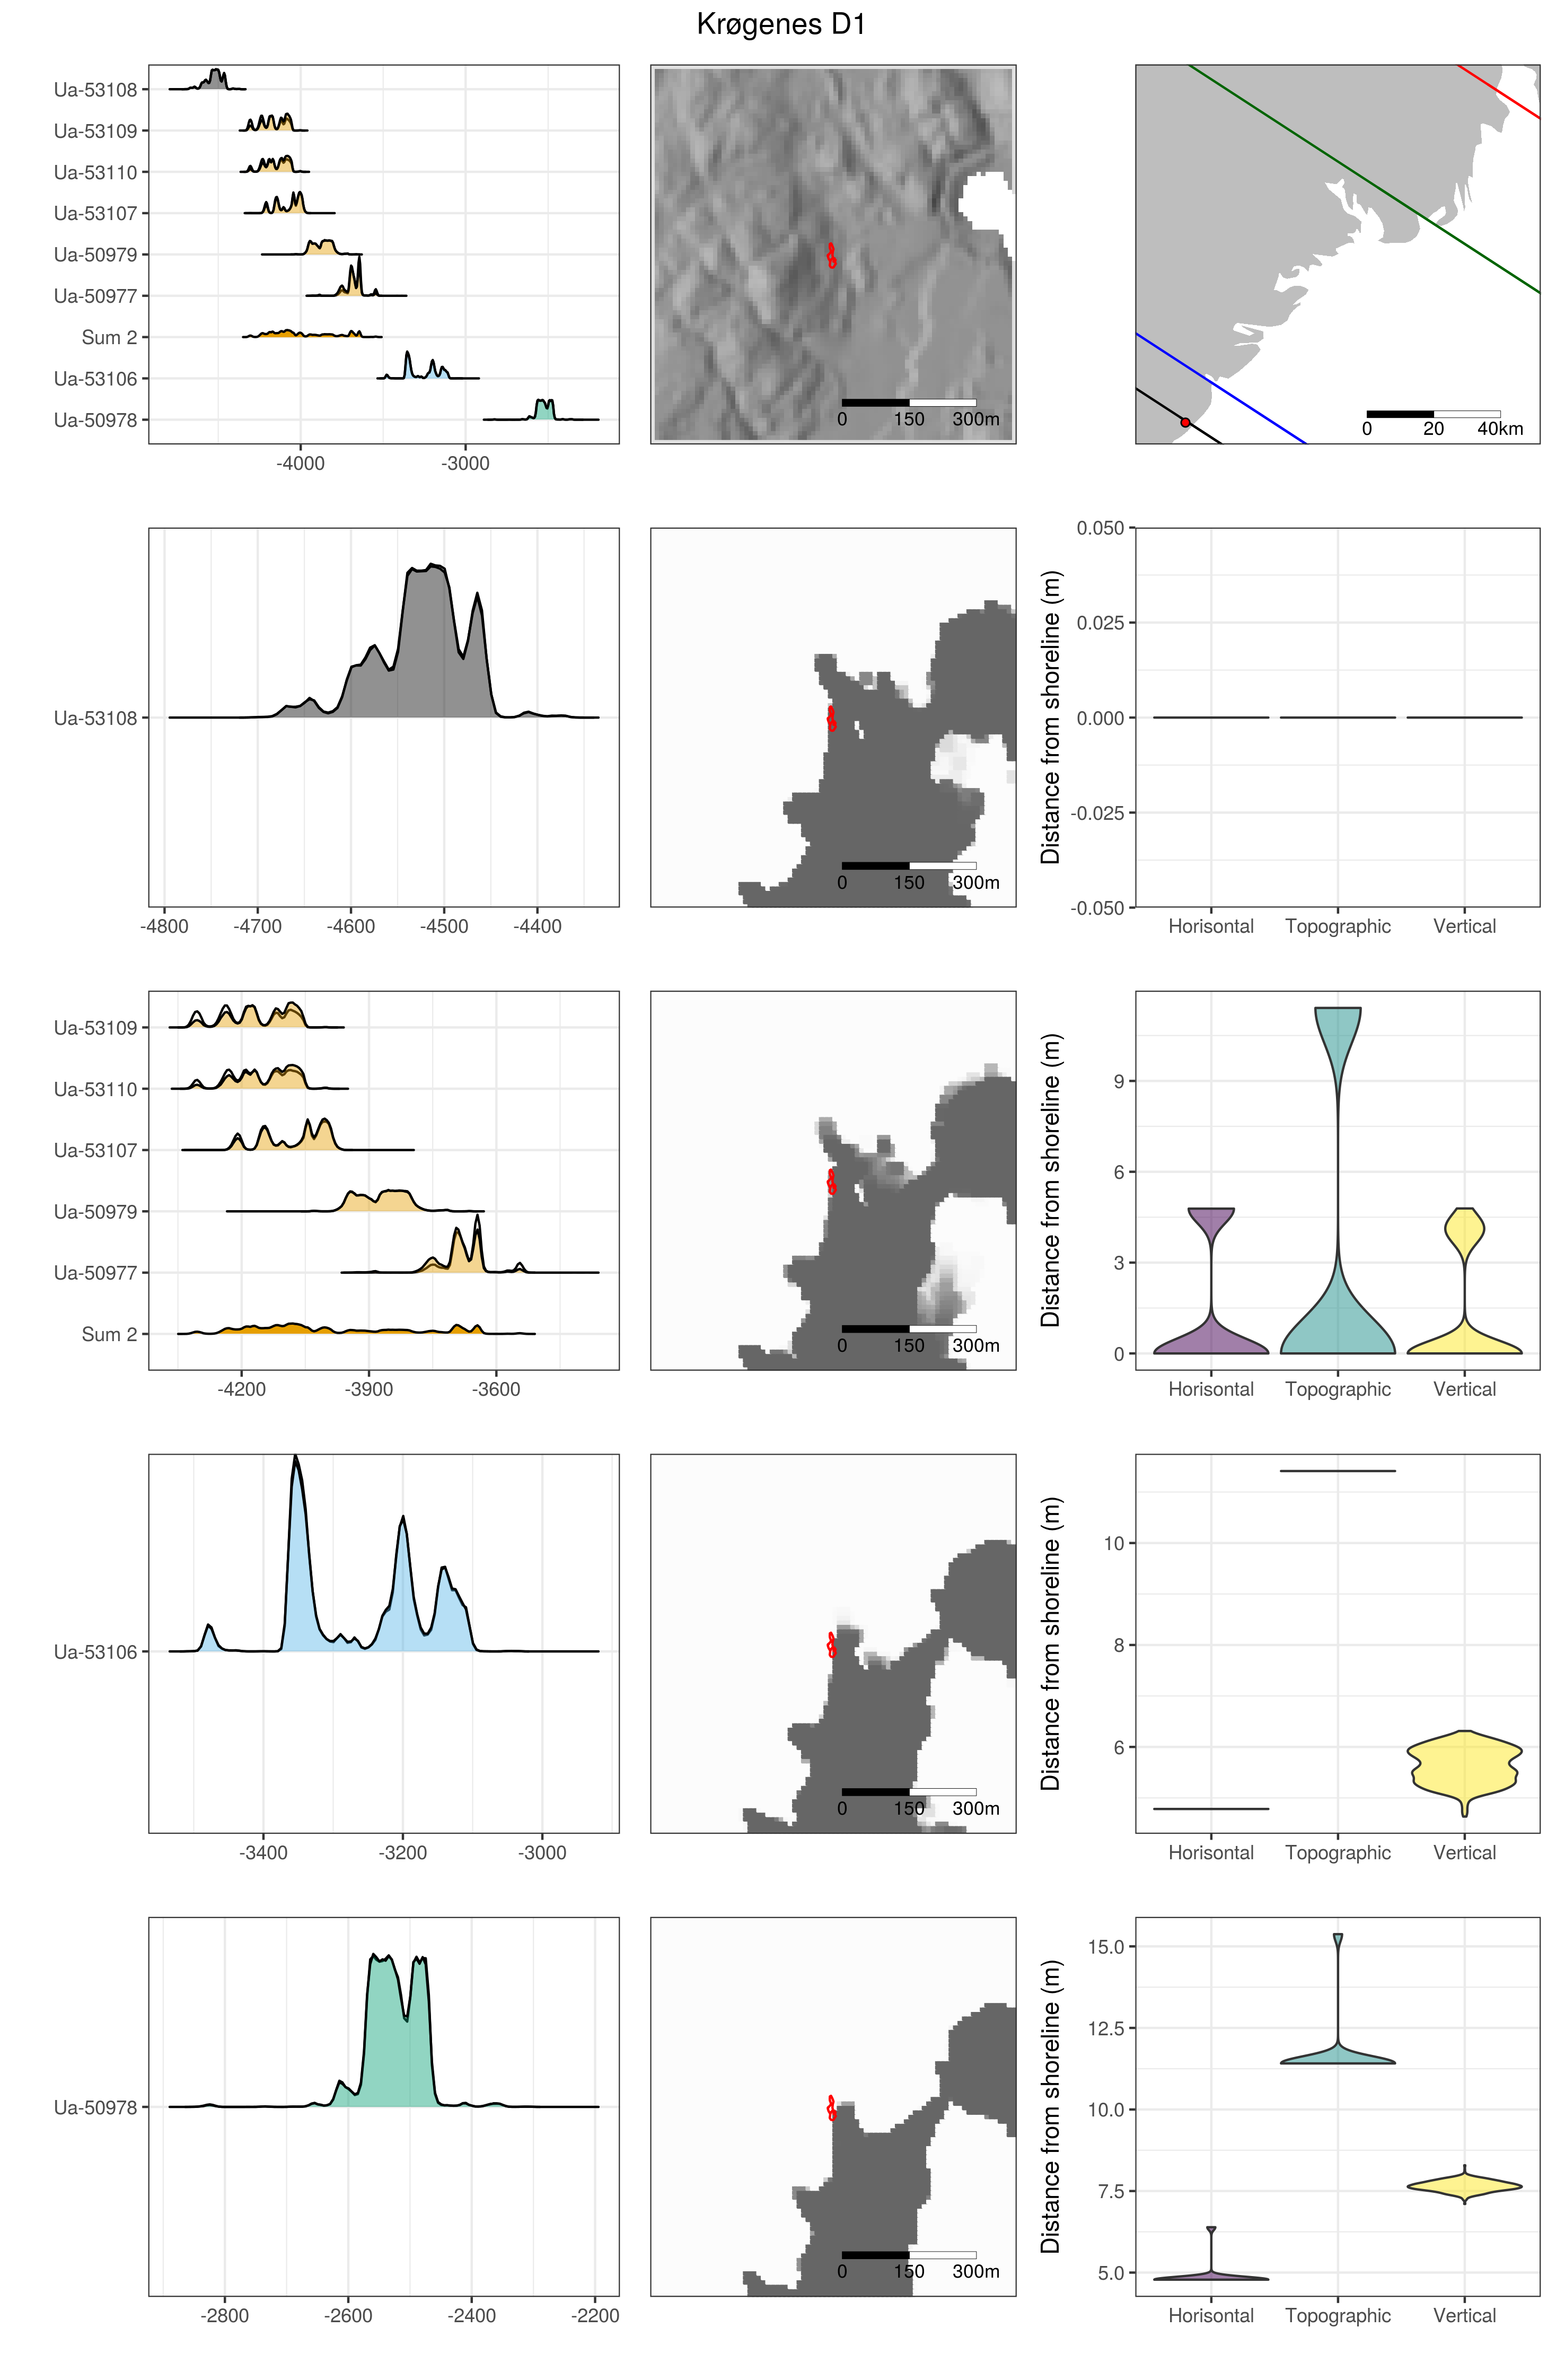 Krøgenes D1
Ua-53108
Ua-53109
Ua-53110
Ua-53107
Ua-50979
Ua-50977
Sum 2
Ua-53106
Ua-50978
-4000 -3000
0 150 300m
0 20 40km
Ua-53108
-4800 -4700 -4600 -4500 -4400
0 150 300m
Distance from shoreline (m)
0.050
0.025
0.000
-0.025
-0.050
Horisontal Topographic Vertical
Ua-53109
Ua-53110
Ua-53107
Ua-50979
Ua-50977
Sum 2
-4200 -3900 -3600
0 150 300m
Distance from shoreline (m)
9
6
3
0
Horisontal Topographic Vertical
Ua-53106
-3400 -3200 -3000
0 150 300m
Distance from shoreline (m)
10
8
6
Horisontal Topographic Vertical
Ua-50978
-2800 -2600 -2400 -2200
0 150 300m
Distance from shoreline (m)
15.0
12.5
10.0
7.5
5.0
Horisontal Topographic Vertical